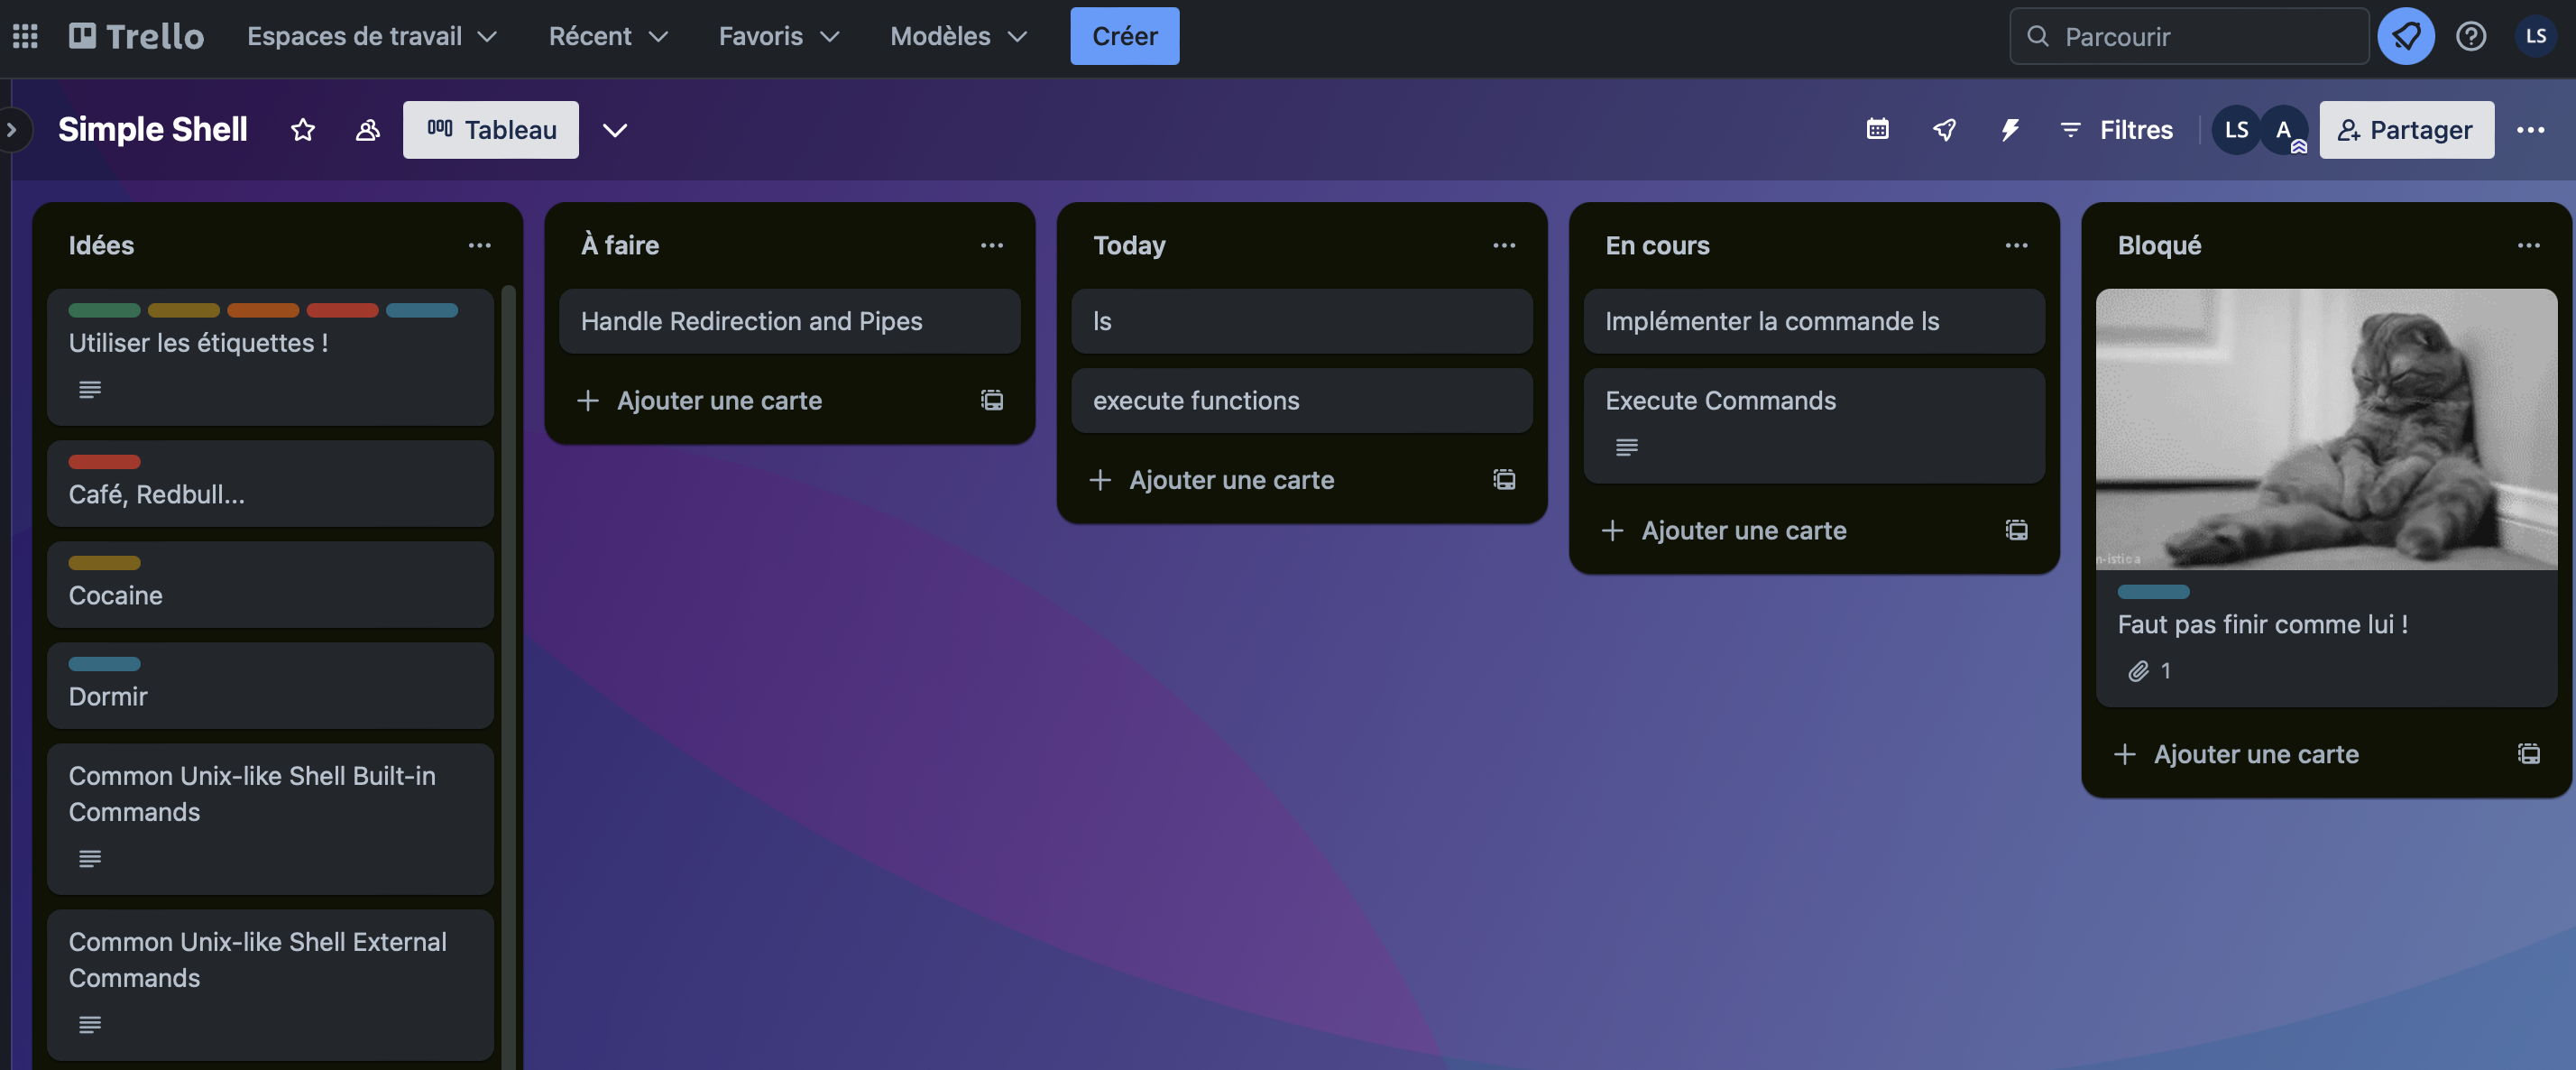 Trello
Espaces de travail
Récent
Favoris
Modèles
Créer
Parcourir
LS
Simple Shell
Tableau
Filtres
LS
A
Partager
Idées
Utiliser les étiquettes !
Café, Redbull...
Cocaine
Dormir
Common Unix-like Shell Built-in
Commands
Common Unix-like Shell External
Commands
À faire
Handle Redirection and Pipes
Ajouter une carte
Today
ls
execute functions
Ajouter une carte
En cours
Implémenter la commande ls
Execute Commands
Ajouter une carte
Bloqué
Faut pas finir comme lui !
1
Ajouter une carte